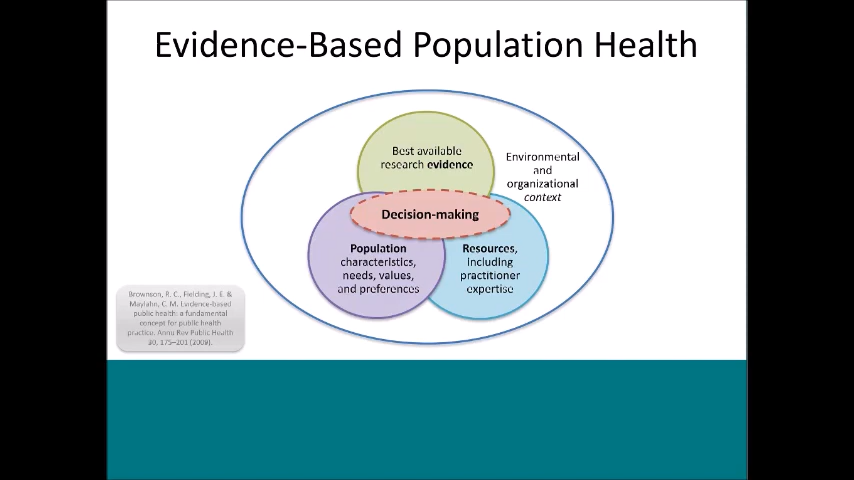 Evidence-Based Population Health
Best available
research evidence
Environmental
and
organizational
context
Decision-making
Population
characteristics,
needs, values,
and preferences
Resources,
including
practitioner
expertise
Brownson, R. C., Fielding, J. E. &
Maylahn, C. M. Evidence-based
public health: a fundamental
concept for public health
practice. Annu Rev Public Health
30, 175–201 (2009).